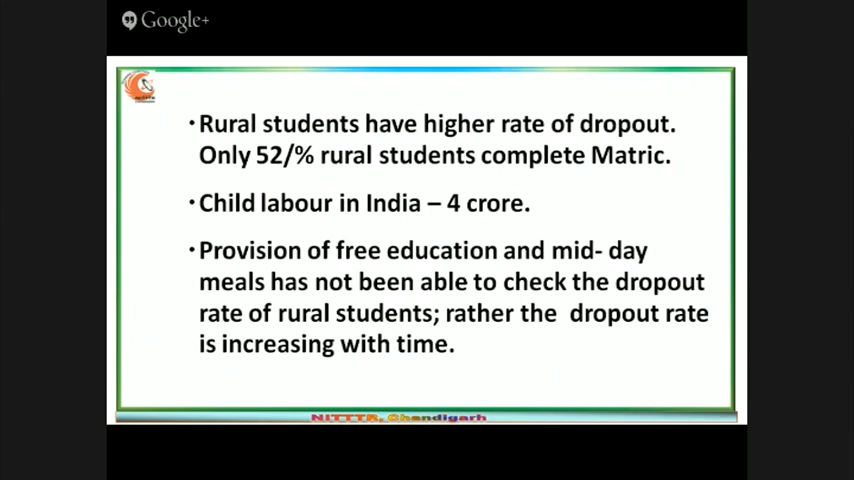 Google+
• Rural students have higher rate of dropout.
Only 52/% rural students complete Matric.
• Child labour in India – 4 crore.
• Provision of free education and mid- day
meals has not been able to check the dropout
rate of rural students; rather the dropout rate
is increasing with time.
NITTTR, Chandigarh